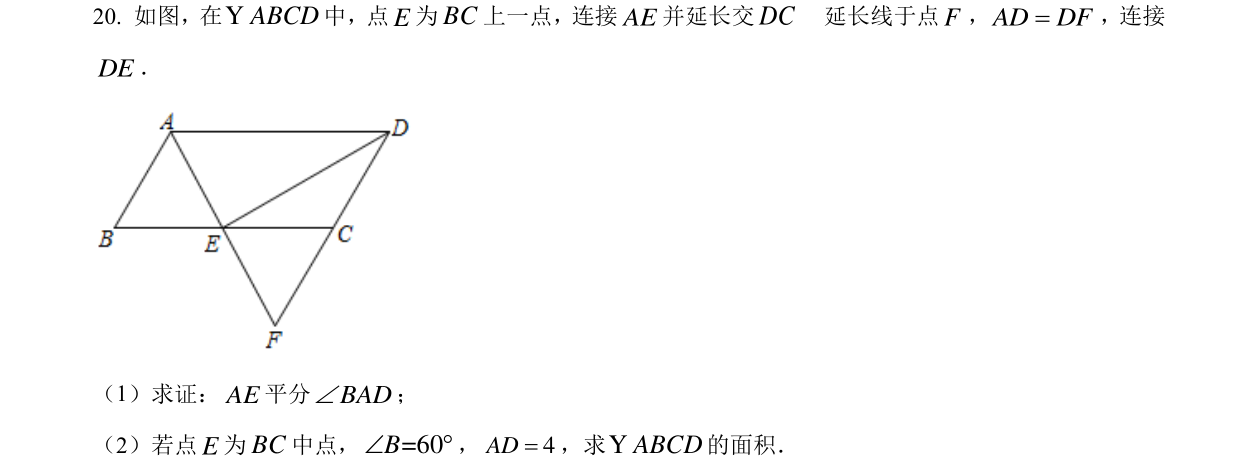 20. 如图，在Y ABCD中，点E为BC上一点，连接AE并延长交DC 延长线于点F，AD = DF，连接
DE．
A
D
B
E
C
F
（1）求证：AE平分∠BAD；
（2）若点E为BC中点，∠B=60°，AD = 4，求Y ABCD的面积．